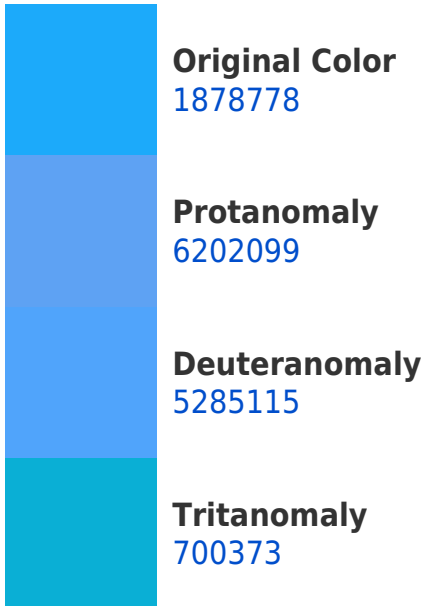 Original Color
1878778
Protanomaly
6202099
Deuteranomaly
5285115
Tritanomaly
700373